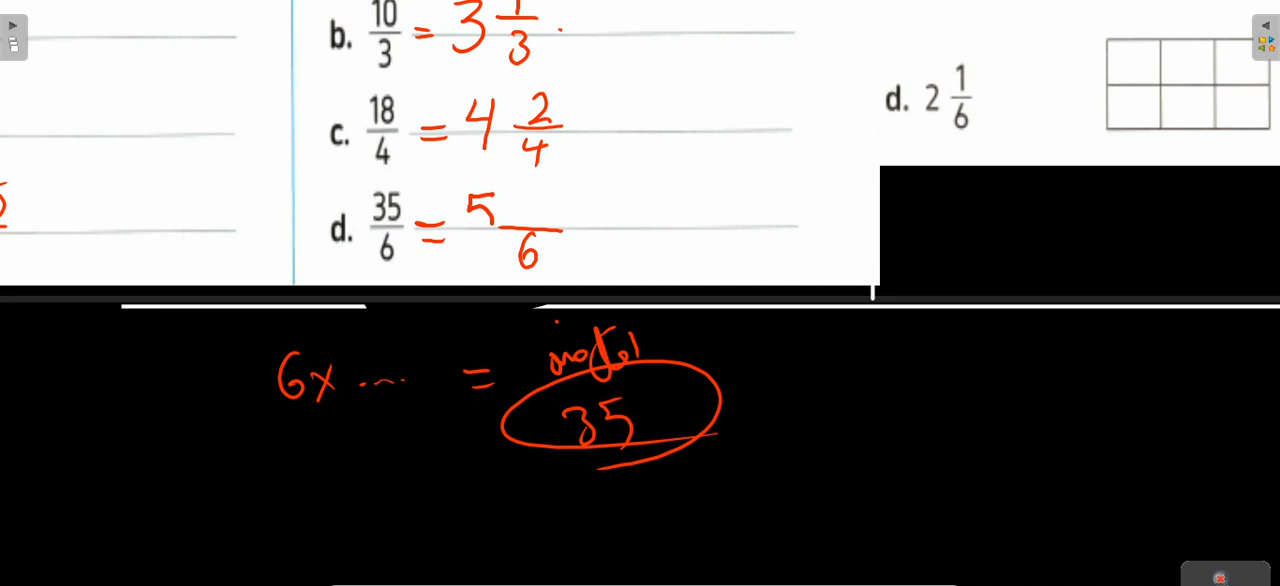 b. 10/3 = 3 1/3
c. 18/4 = 4 2/4
d. 35/6 = 5 /6
d. 2 1/6
6x .... =
35